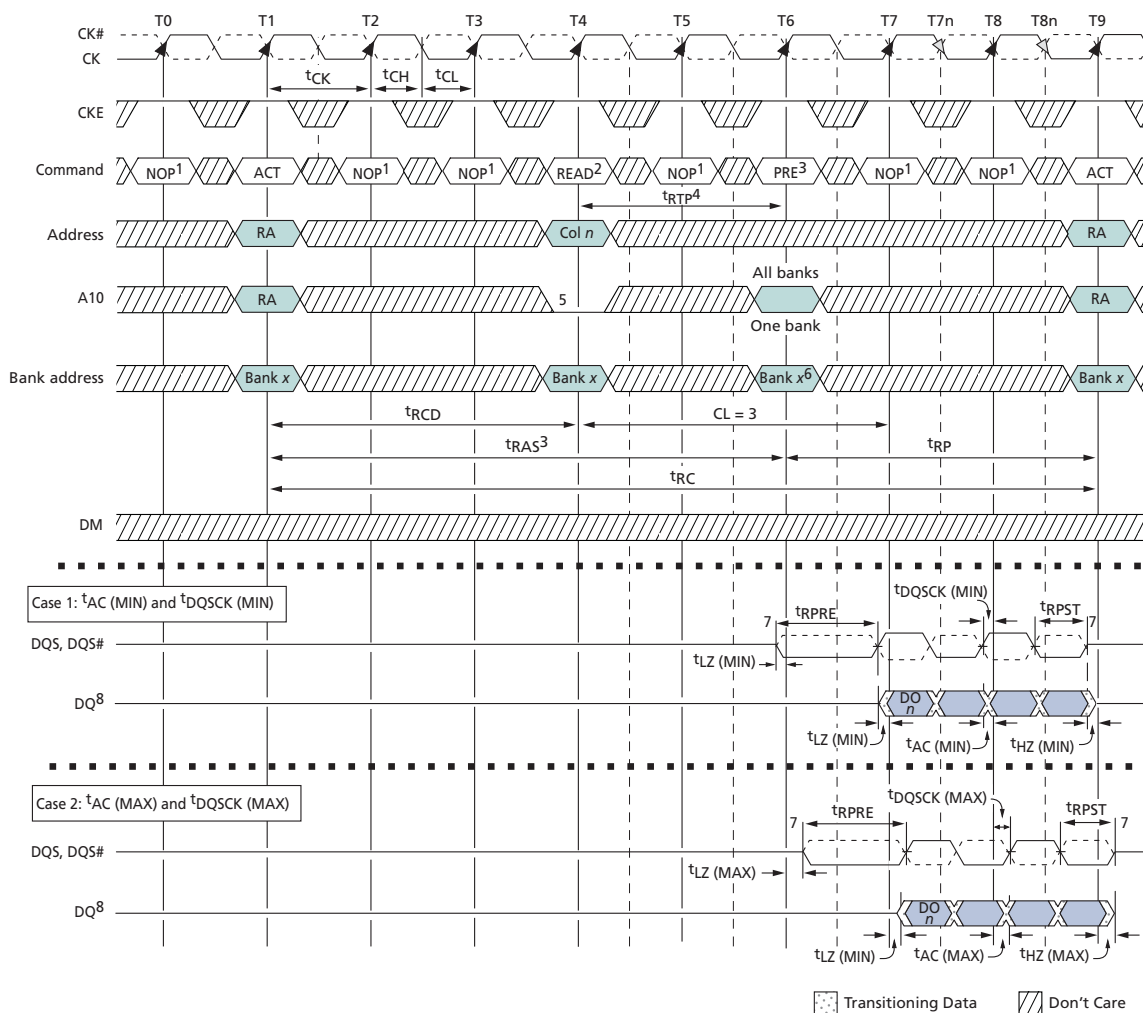 T0 T1 T2 T3 T4 T5 T6 T7 T7n T8 T8n T9
CK#
CK
tCK tCH tCL
CKE
Command NOP1 ACT NOP1 NOP1 READ2 NOP1 PRE3 NOP1 NOP1 ACT
tRTP4
Address RA Col n RA
All banks
A10 RA 5 RA
One bank
Bank address Bank x Bank x Bank x6 Bank x
tRCD CL = 3
tRAS3 tRP
tRC
DM
Case 1: tAC (MIN) and tDQSCK (MIN)
tDQSCK (MIN)
7 tRPRE tRPST 7
DQS, DQS#
tLZ (MIN)
DQ8 DO
n
tLZ (MIN) tAC (MIN) tHZ (MIN)
Case 2: tAC (MAX) and tDQSCK (MAX)
tDQSCK (MAX)
7 tRPRE tRPST 7
DQS, DQS#
tLZ (MAX)
DQ8 DO
n
tLZ (MIN) tAC (MAX) tHZ (MAX)
Transitioning Data Don't Care